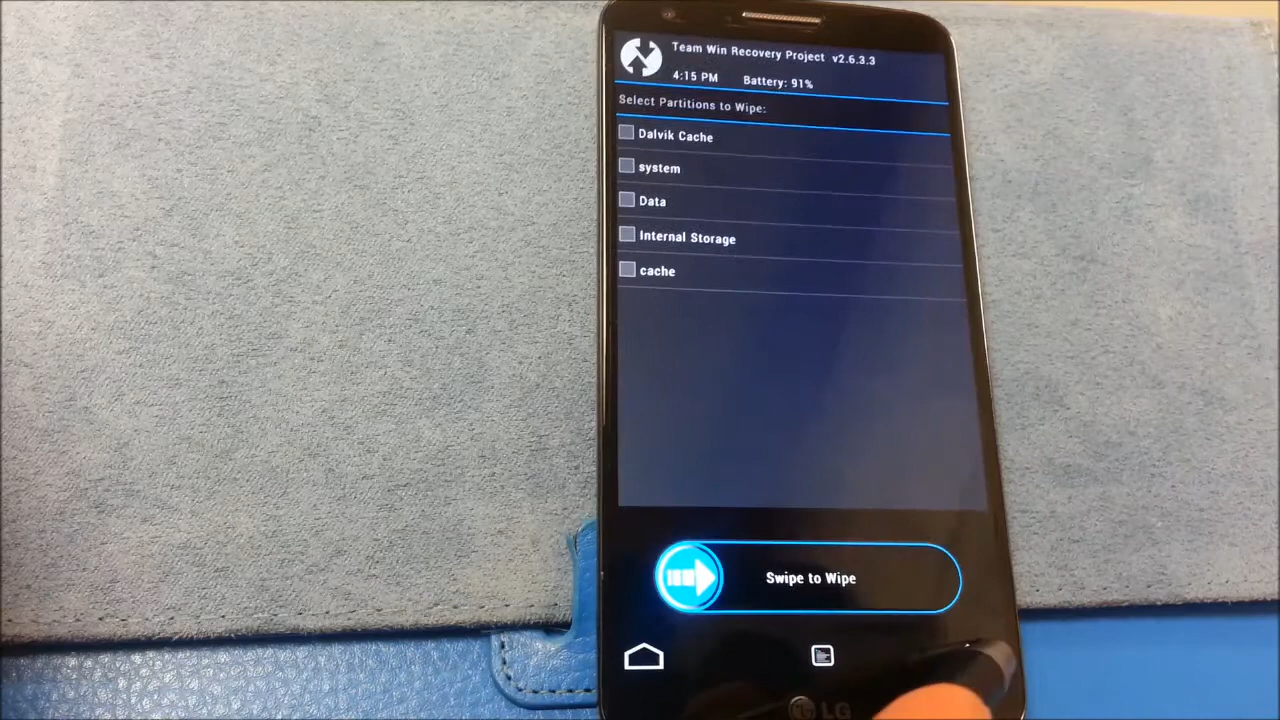 Team Win Recovery Project v2.6.3.3
4:15 PM Battery: 91%
Select Partitions to Wipe:
Dalvik Cache
system
Data
Internal Storage
cache
Swipe to Wipe
LG